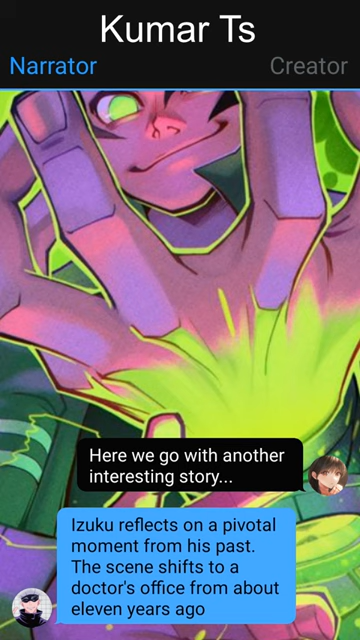 Kumar Ts
Narrator
Creator
Here we go with another
interesting story...
Izuku reflects on a pivotal
moment from his past.
The scene shifts to a
doctor's office from about
eleven years ago